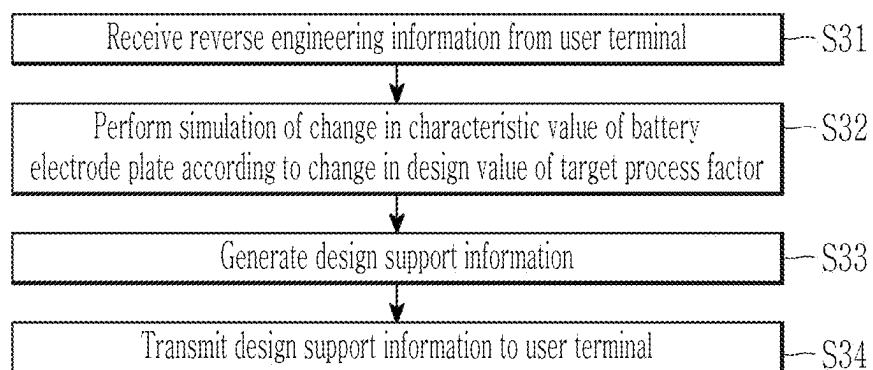 Receive reverse engineering information from user terminal S31
Perform simulation of change in characteristic value of battery
electrode plate according to change in design value of target process factor S32
Generate design support information S33
Transmit design support information to user terminal S34